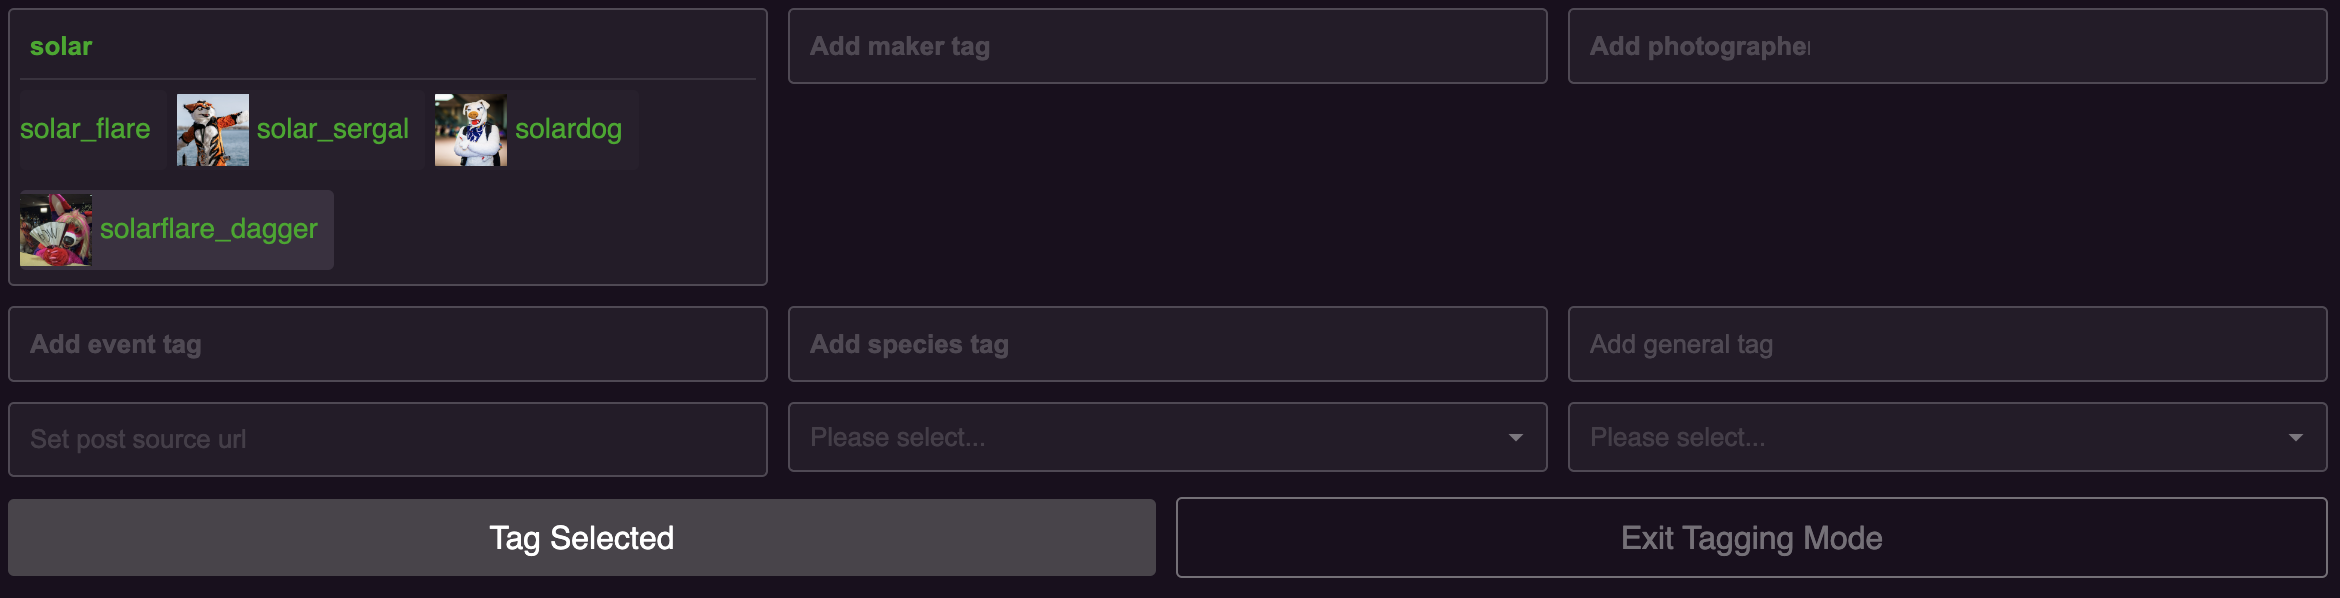 solar
Add maker tag
Add photographer
solar_flare
solar_sergal
solardog
solarflare_dagger
Add event tag
Add species tag
Add general tag
Set post source url
Please select...
Please select...
Tag Selected
Exit Tagging Mode